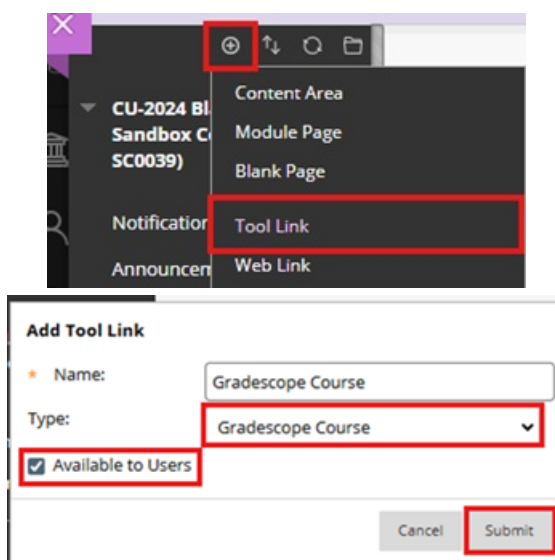 Content Area
CU-2024 Bl
Sandbox C
SC0039)
Module Page
Blank Page
Notification
Tool Link
Announcem
Web Link
Add Tool Link
* Name:
Gradescope Course
Type:
Gradescope Course
Available to Users
Cancel
Submit